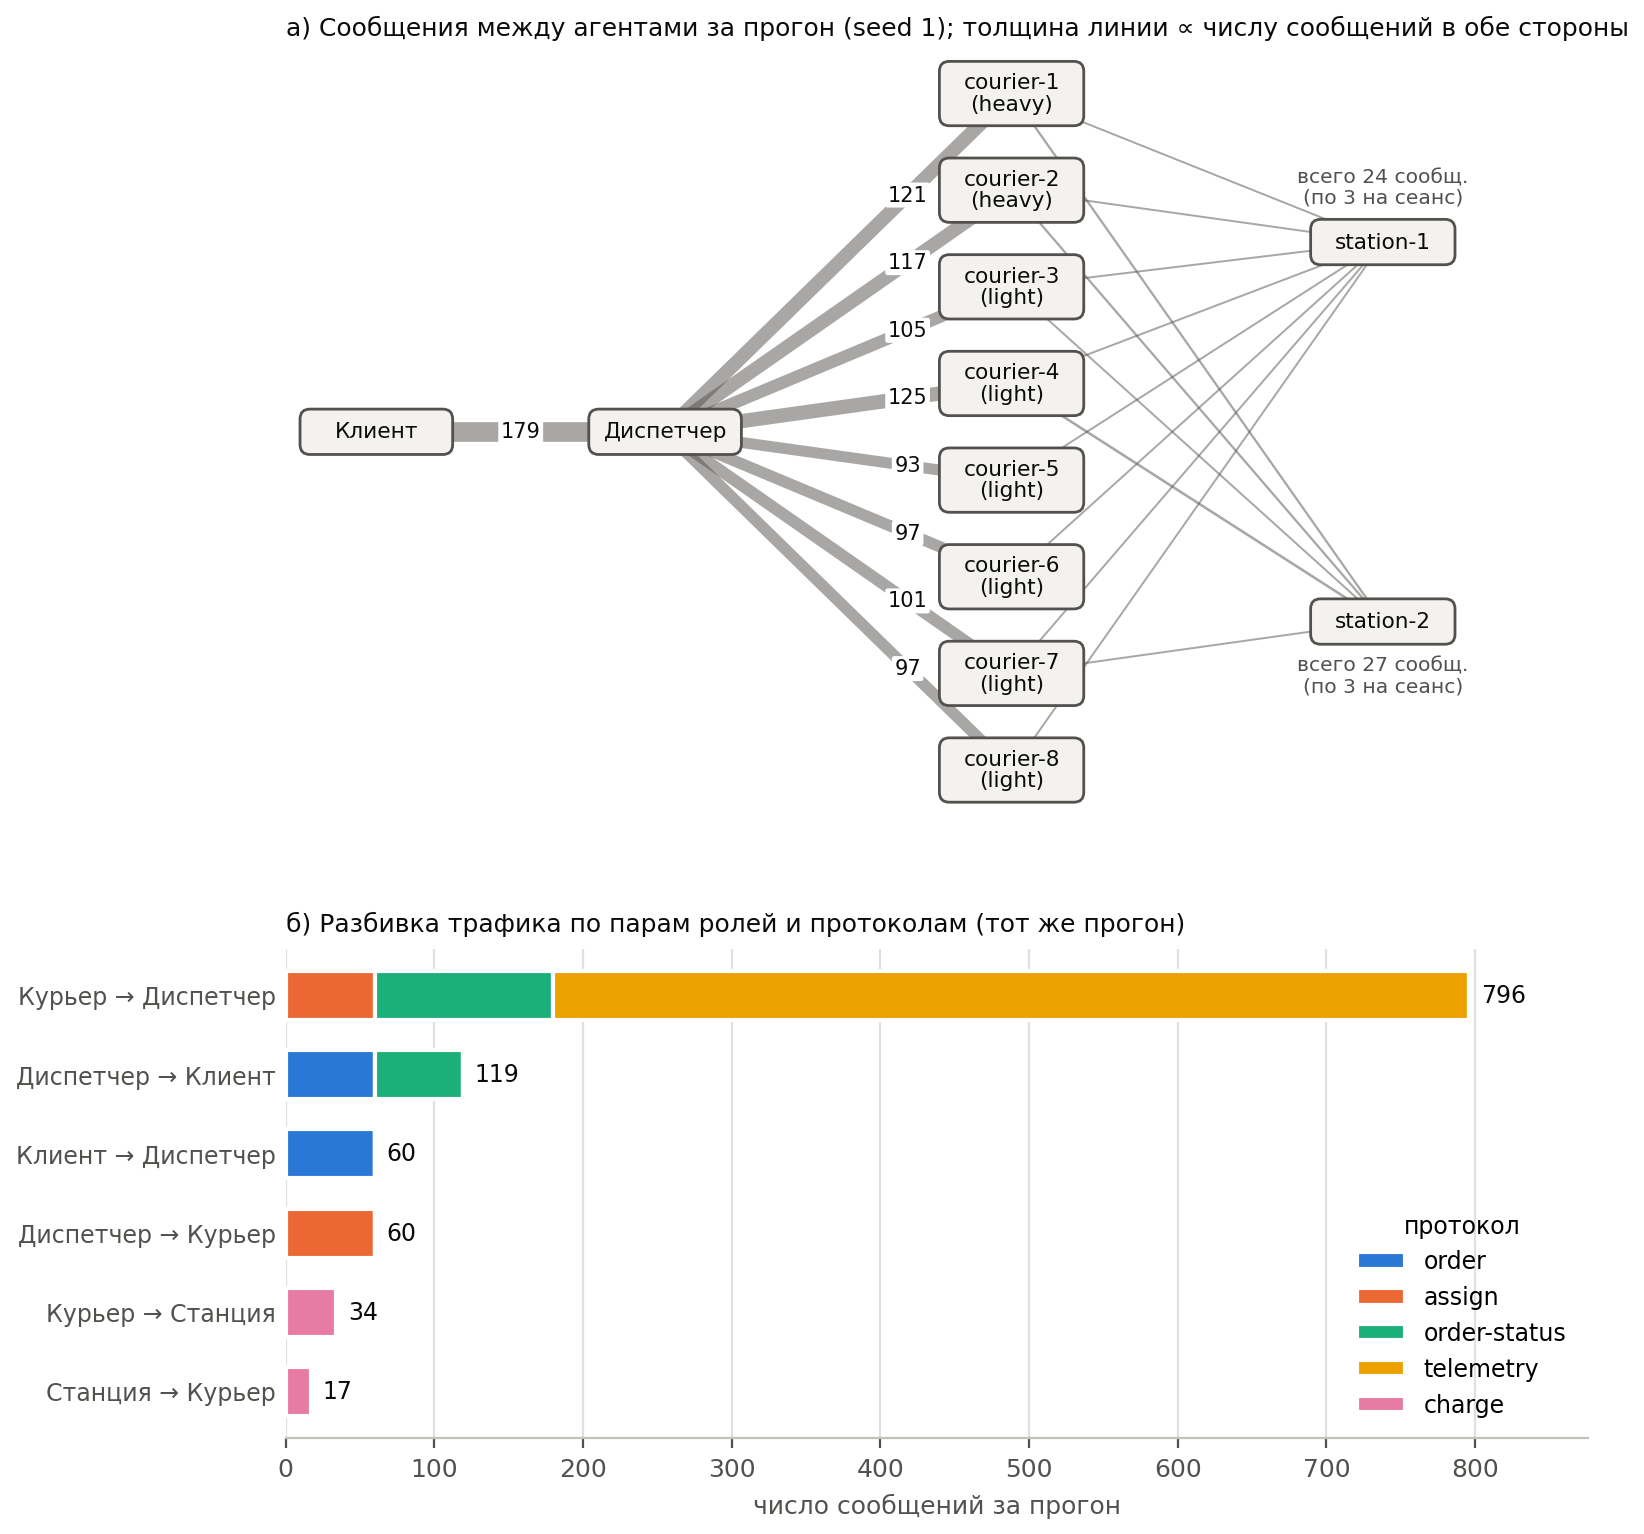 а) Сообщения между агентами за прогон (seed 1); толщина линии ∝ числу сообщений в обе стороны
courier-1
(heavy)
121
courier-2
(heavy)
всего 24 сообщ.
(по 3 на сеанс)
station-1
117
courier-3
(light)
105
courier-4
(light)
125
Клиент
179
Диспетчер
93
courier-5
(light)
97
courier-6
(light)
101
station-2
courier-7
(light)
97
всего 27 сообщ.
(по 3 на сеанс)
courier-8
(light)
б) Разбивка трафика по парам ролей и протоколам (тот же прогон)
Курьер → Диспетчер
796
Диспетчер → Клиент
119
Клиент → Диспетчер
60
Диспетчер → Курьер
60
Курьер → Станция
34
Станция → Курьер
17
протокол
order
assign
order-status
telemetry
charge
0 100 200 300 400 500 600 700 800
число сообщений за прогон